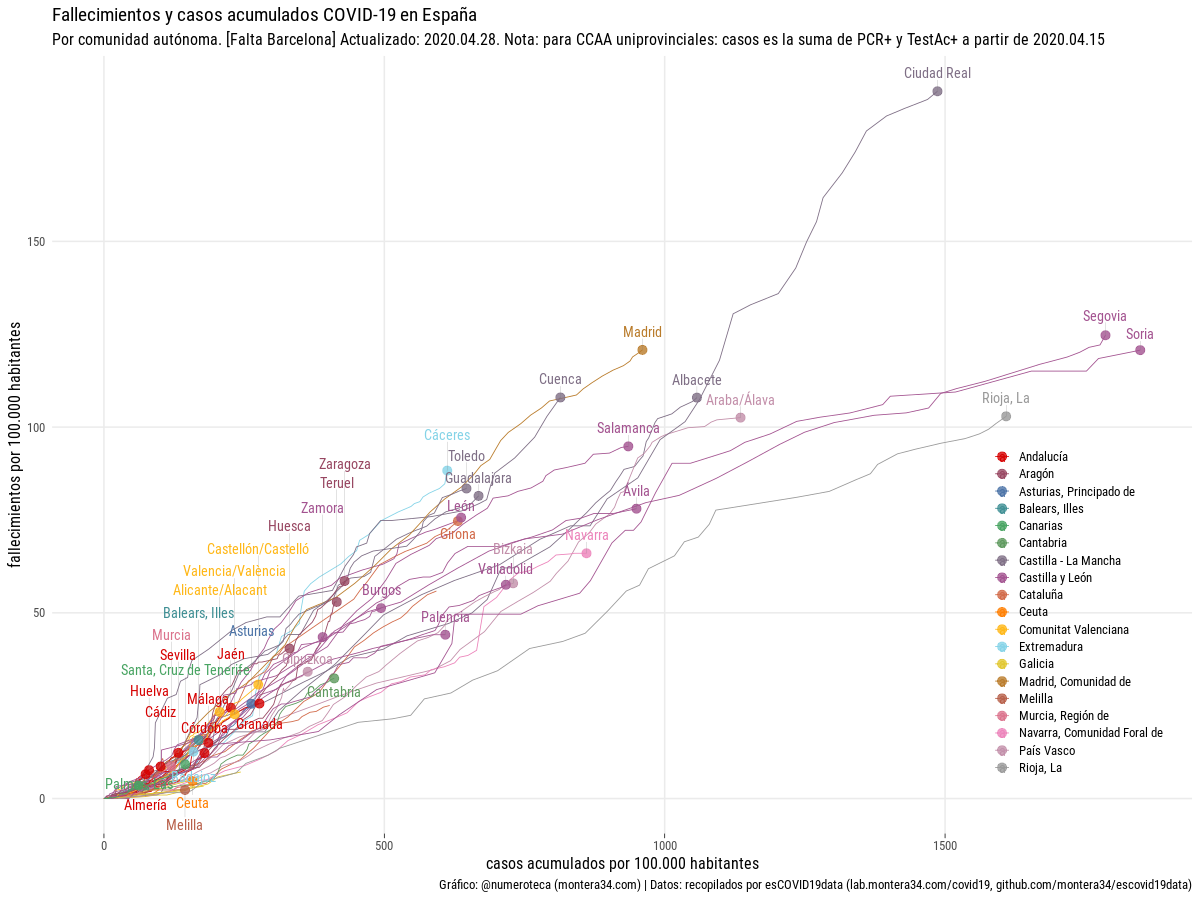 Fallecimientos y casos acumulados COVID-19 en España
Por comunidad autónoma. [Falta Barcelona] Actualizado: 2020.04.28. Nota: para CCAA uniprovinciales: casos es la suma de PCR+ y TestAc+ a partir de 2020.04.15
fallecimientos por 100.000 habitantes
150
100
50
0
Ciudad Real
Segovia
Soria
Madrid
Cuenca
Albacete
Araba/Álava
Rioja, La
Salamanca
Cáceres
Toledo
Zaragoza
Guadalajara
Teruel
Ávila
Zamora
León
Huesca
Girona
Navarra
Castellón/Castelló
Bizkaia
Valencia/València
Valladolid
Alicante/Alacant
Burgos
Balears, Illes
Palencia
Murcia
Asturias
Sevilla
Jaén
Gipuzkoa
Santa, Cruz de Tenerife
Huelva
Cantabria
Málaga
Cádiz
Córdoba
Granada
Almería
Ceuta
Melilla
Andalucía
Aragón
Asturias, Principado de
Balears, Illes
Canarias
Cantabria
Castilla - La Mancha
Castilla y León
Cataluña
Ceuta
Comunitat Valenciana
Extremadura
Galicia
Madrid, Comunidad de
Melilla
Murcia, Región de
Navarra, Comunidad Foral de
País Vasco
Rioja, La
0
500
1000
1500
casos acumulados por 100.000 habitantes
Gráfico: @numeroteca (montera34.com) | Datos: recopilados por esCOVID19data (lab.montera34.com/covid19, github.com/montera34/escovid19data)